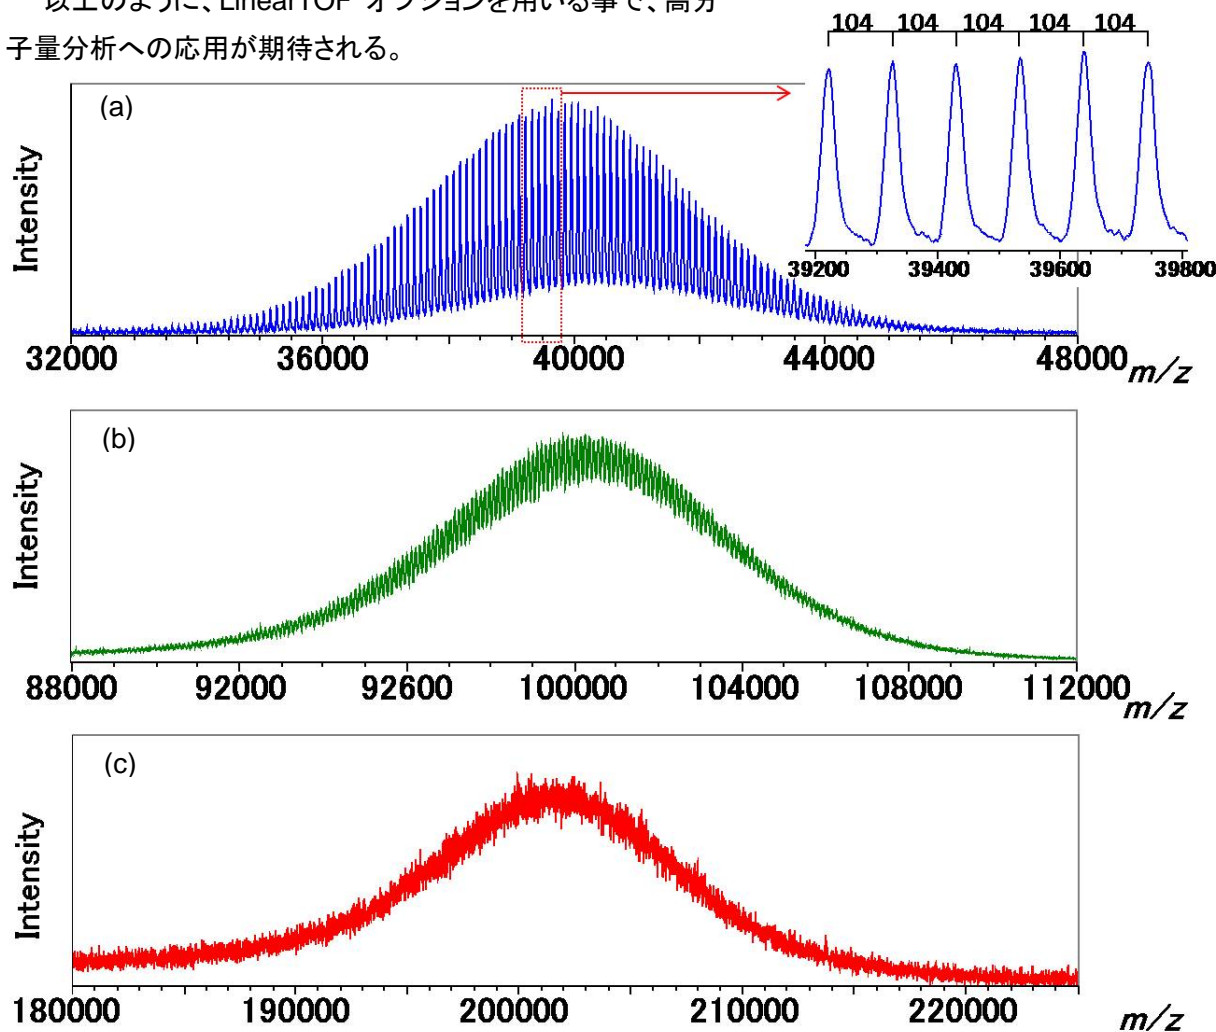 以上のように、LinealTOF オプションを用いる事で、高分
子量分析への応用が期待される。
104 104 104 104 104
(a)
Intensity
39200 39400 39600 39800
32000 36000 40000 44000 48000 m/z
(b)
Intensity
88000 92000 92600 100000 104000 108000 112000 m/z
(c)
Intensity
180000 190000 200000 210000 220000 m/z